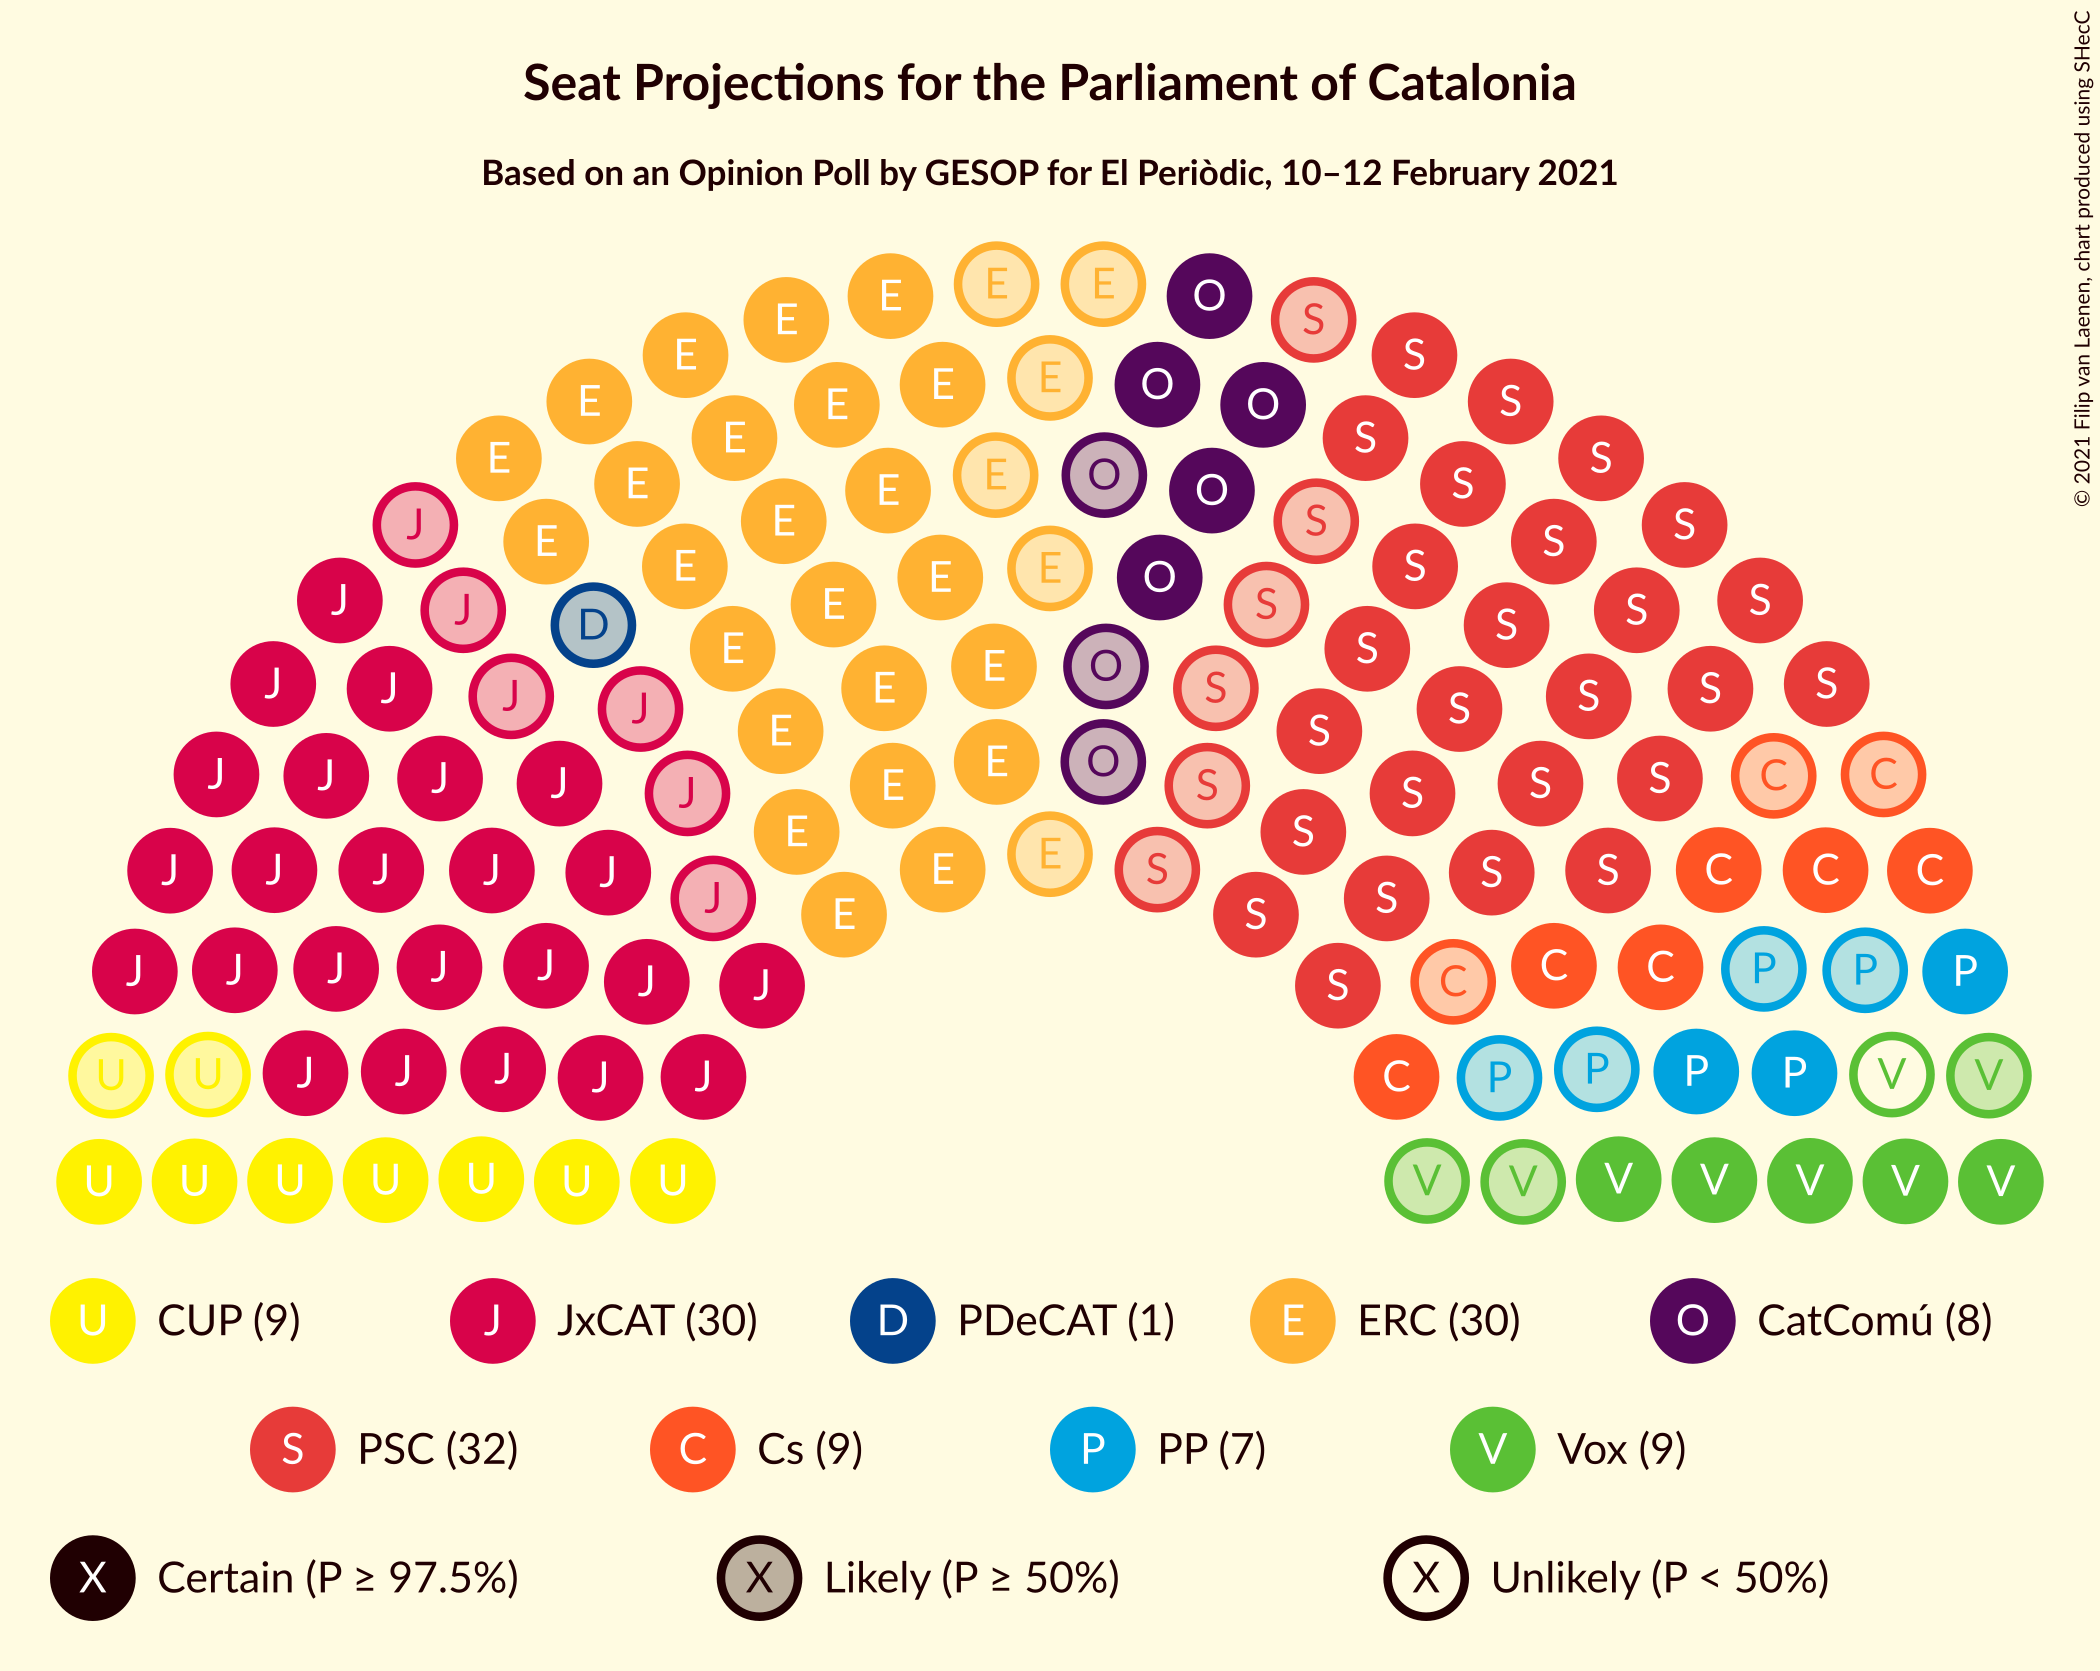 © 2021 Filip van Laenen, chart produced using SHecC
Seat Projections for the Parliament of Catalonia
Based on an Opinion Poll by GESOP for El Periòdic, 10–12 February 2021
E E E O
E S
E S
E E E E O O S
E S
E S
E E E O O S
J E E S S S
E E E O S
J J D E S S S S
E E O S
J J J J E S S S S S
E S
J J J J J E E O S S S S C C
E S
J J J J J J E E S S S S C C C
E S
J J J J J J J S C C C P P P
U U J J J J J C P P P P V V
U U U U U U U V V V V V V V
U CUP (9) J JxCAT (30) D PDeCAT (1) E ERC (30) O CatComú (8)
S PSC (32) C Cs (9) P PP (7) V Vox (9)
X Certain (P ≥ 97.5%) X Likely (P ≥ 50%) X Unlikely (P < 50%)